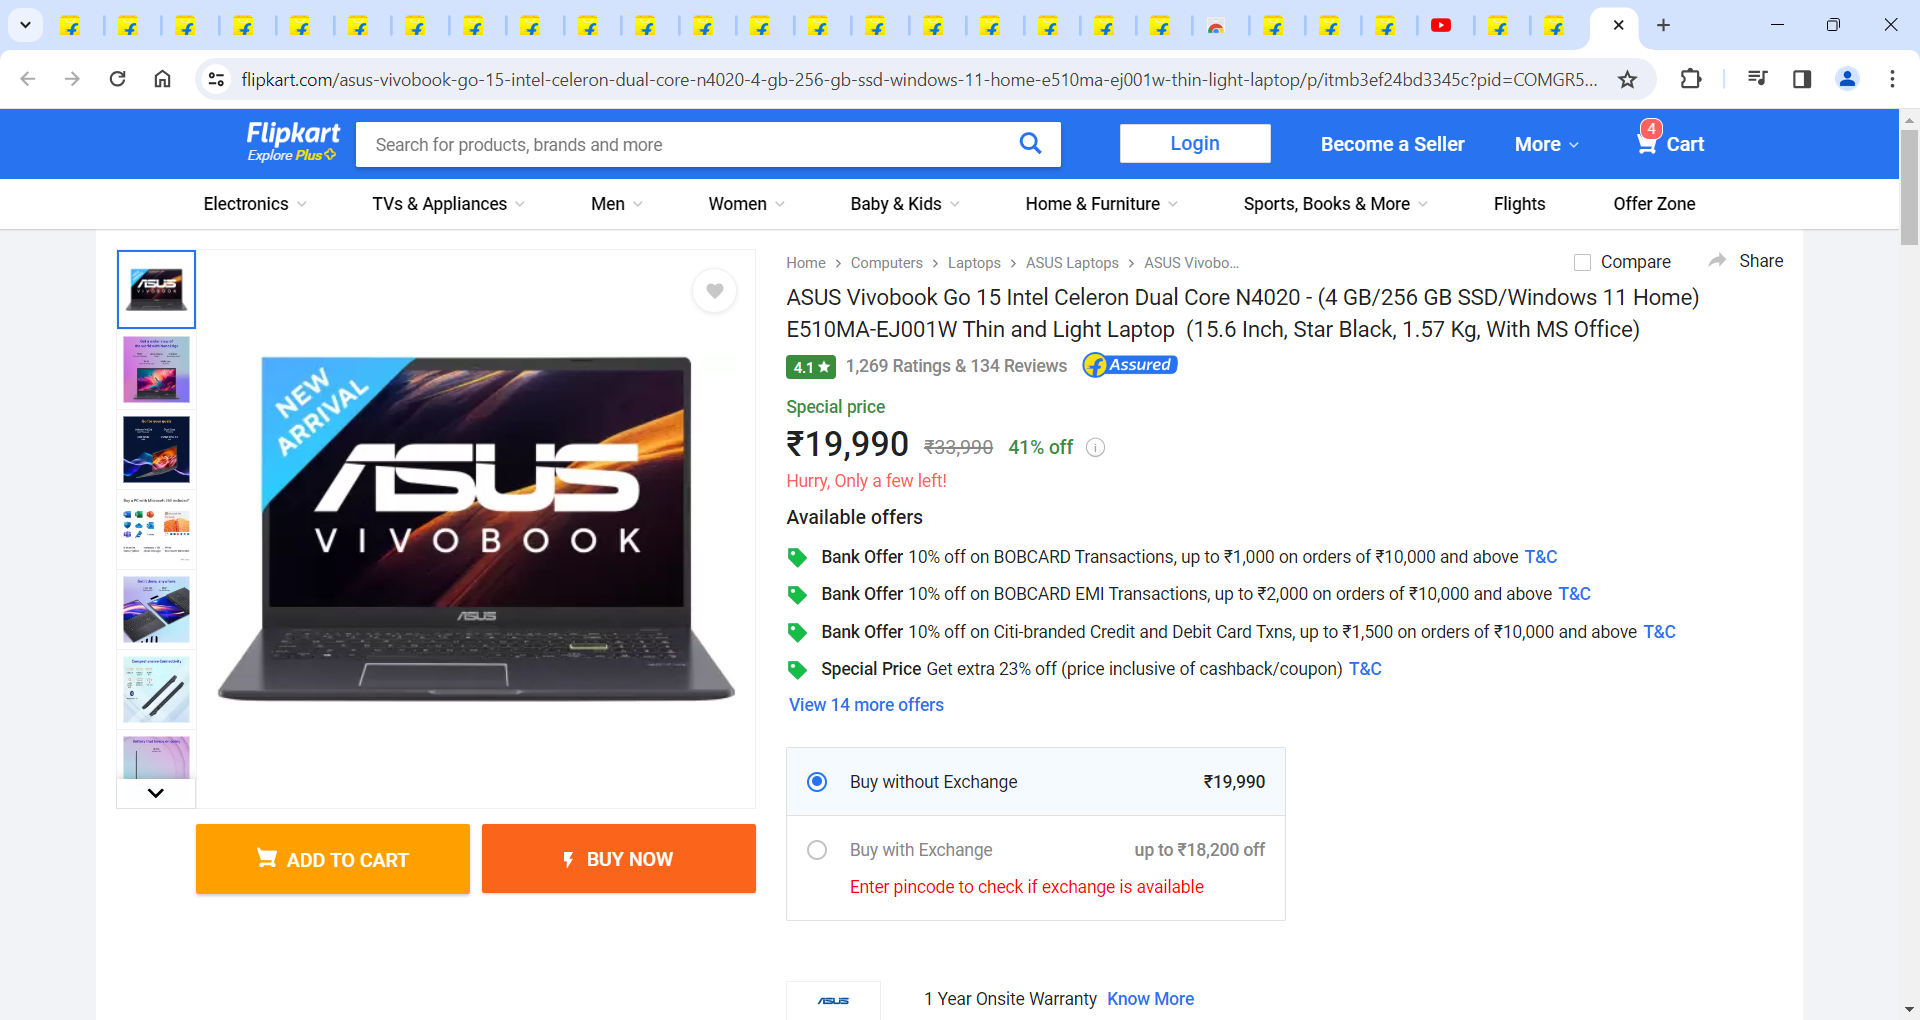 flipkart.com/asus-vivobook-go-15-intel-celeron-dual-core-n4020-4-gb-256-gb-ssd-windows-11-home-e510ma-ej001w-thin-light-laptop/p/itmb3ef24bd3345c?pid=COMGR5...
Flipkart
Explore Plus
Search for products, brands and more
Login
Become a Seller
More
4
Cart
Electronics
TVs & Appliances
Men
Women
Baby & Kids
Home & Furniture
Sports, Books & More
Flights
Offer Zone
Home > Computers > Laptops > ASUS Laptops > ASUS Vivobo...
Compare
Share
NEW
ARRIVAL
ASUS
VIVOBOOK
ASUS
ASUS Vivobook Go 15 Intel Celeron Dual Core N4020 - (4 GB/256 GB SSD/Windows 11 Home)
E510MA-EJ001W Thin and Light Laptop (15.6 Inch, Star Black, 1.57 Kg, With MS Office)
4.1★ 1,269 Ratings & 134 Reviews
Assured
Special price
₹19,990 ₹33,990 41% off
Hurry, Only a few left!
Available offers
Bank Offer 10% off on BOBCARD Transactions, up to ₹1,000 on orders of ₹10,000 and above T&C
Bank Offer 10% off on BOBCARD EMI Transactions, up to ₹2,000 on orders of ₹10,000 and above T&C
Bank Offer 10% off on Citi-branded Credit and Debit Card Txns, up to ₹1,500 on orders of ₹10,000 and above T&C
Special Price Get extra 23% off (price inclusive of cashback/coupon) T&C
View 14 more offers
Buy without Exchange ₹19,990
Buy with Exchange up to ₹18,200 off
Enter pincode to check if exchange is available
ADD TO CART
BUY NOW
ASUS
1 Year Onsite Warranty Know More